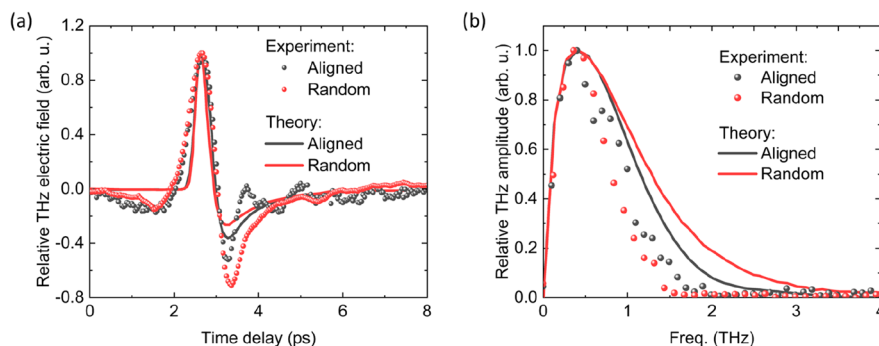 (a)
Relative THz electric field (arb. u.)
1.2
0.8
0.4
0.0
-0.4
-0.8
0
2
4
6
8
Time delay (ps)
Experiment:
Aligned
Random
Theory:
Aligned
Random
(b)
Relative THz amplitude (arb. u.)
1.0
0.8
0.6
0.4
0.2
0.0
0
1
2
3
4
Freq. (THz)
Experiment:
Aligned
Random
Theory:
Aligned
Random